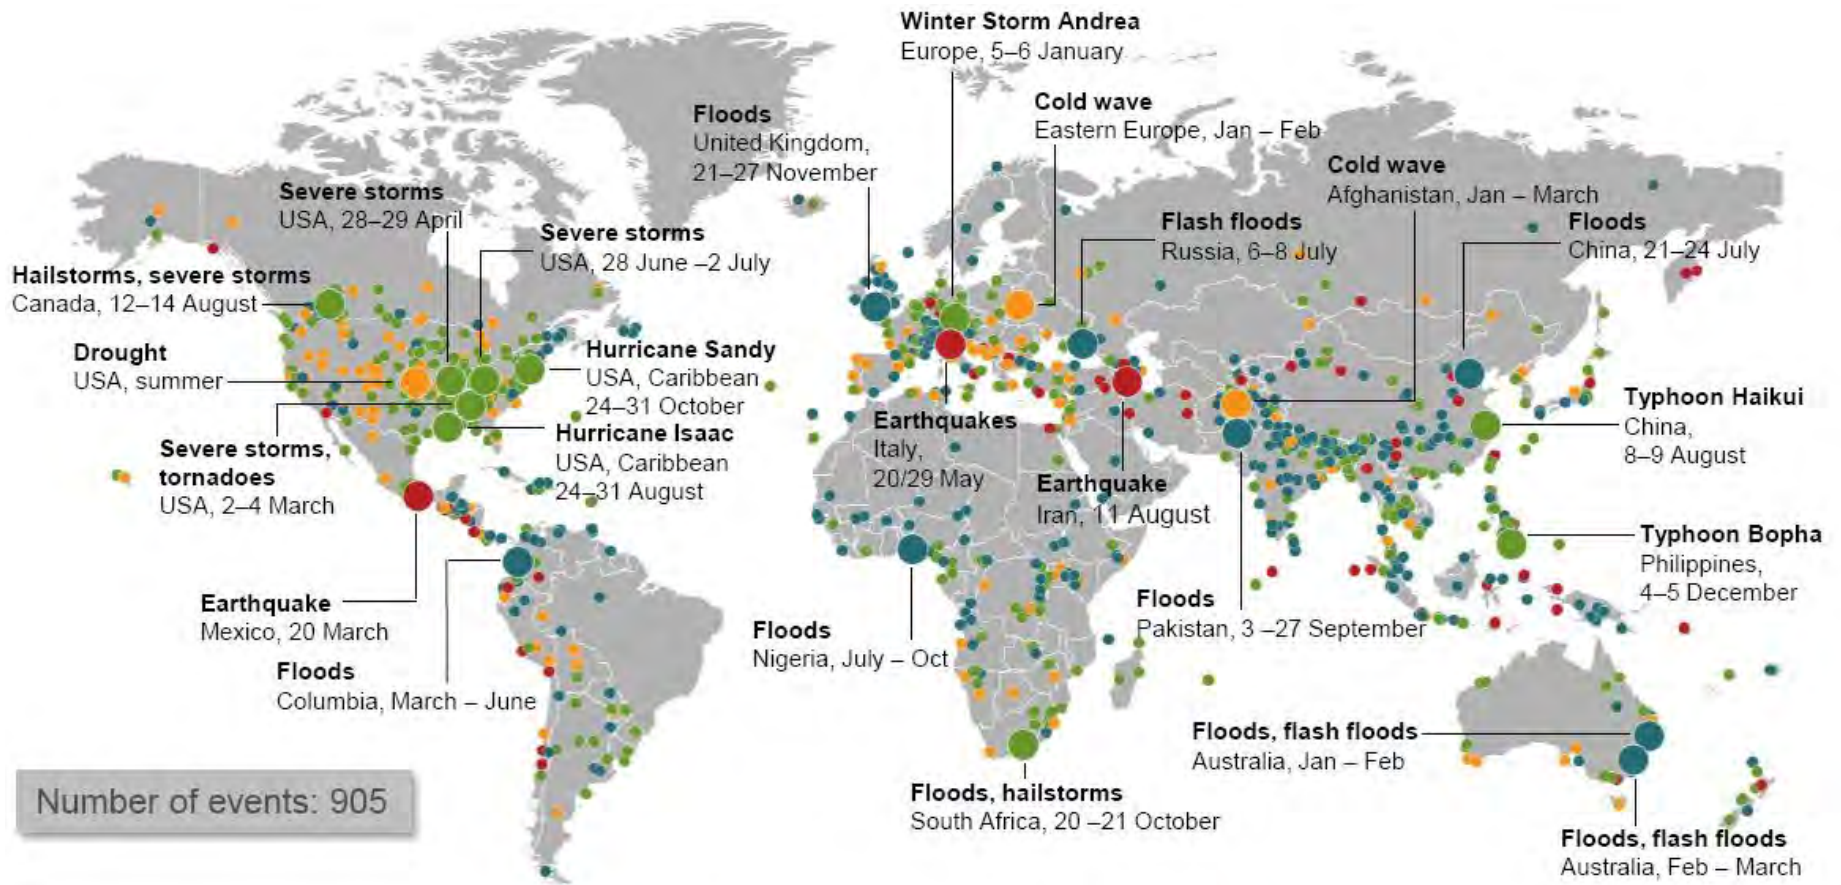 Winter Storm Andrea
Europe, 5–6 January
Cold wave
Eastern Europe, Jan – Feb
Floods
United Kingdom,
21–27 November
Cold wave
Afghanistan, Jan – March
Severe storms
USA, 28–29 April
Flash floods
Russia, 6–8 July
Floods
China, 21–24 July
Severe storms
USA, 28 June –2 July
Hailstorms, severe storms
Canada, 12–14 August
Drought
USA, summer
Hurricane Sandy
USA, Caribbean
24–31 October
Typhoon Haikui
China,
8–9 August
Earthquakes
Italy,
20/29 May
Hurricane Isaac
USA, Caribbean
24–31 August
Severe storms,
tornadoes
USA, 2–4 March
Earthquake
Iran, 11 August
Typhoon Bopha
Philippines,
4–5 December
Earthquake
Mexico, 20 March
Floods
Pakistan, 3 –27 September
Floods
Nigeria, July – Oct
Floods
Columbia, March – June
Floods, flash floods
Australia, Jan – Feb
Number of events: 905
Floods, hailstorms
South Africa, 20 –21 October
Floods, flash floods
Australia, Feb – March